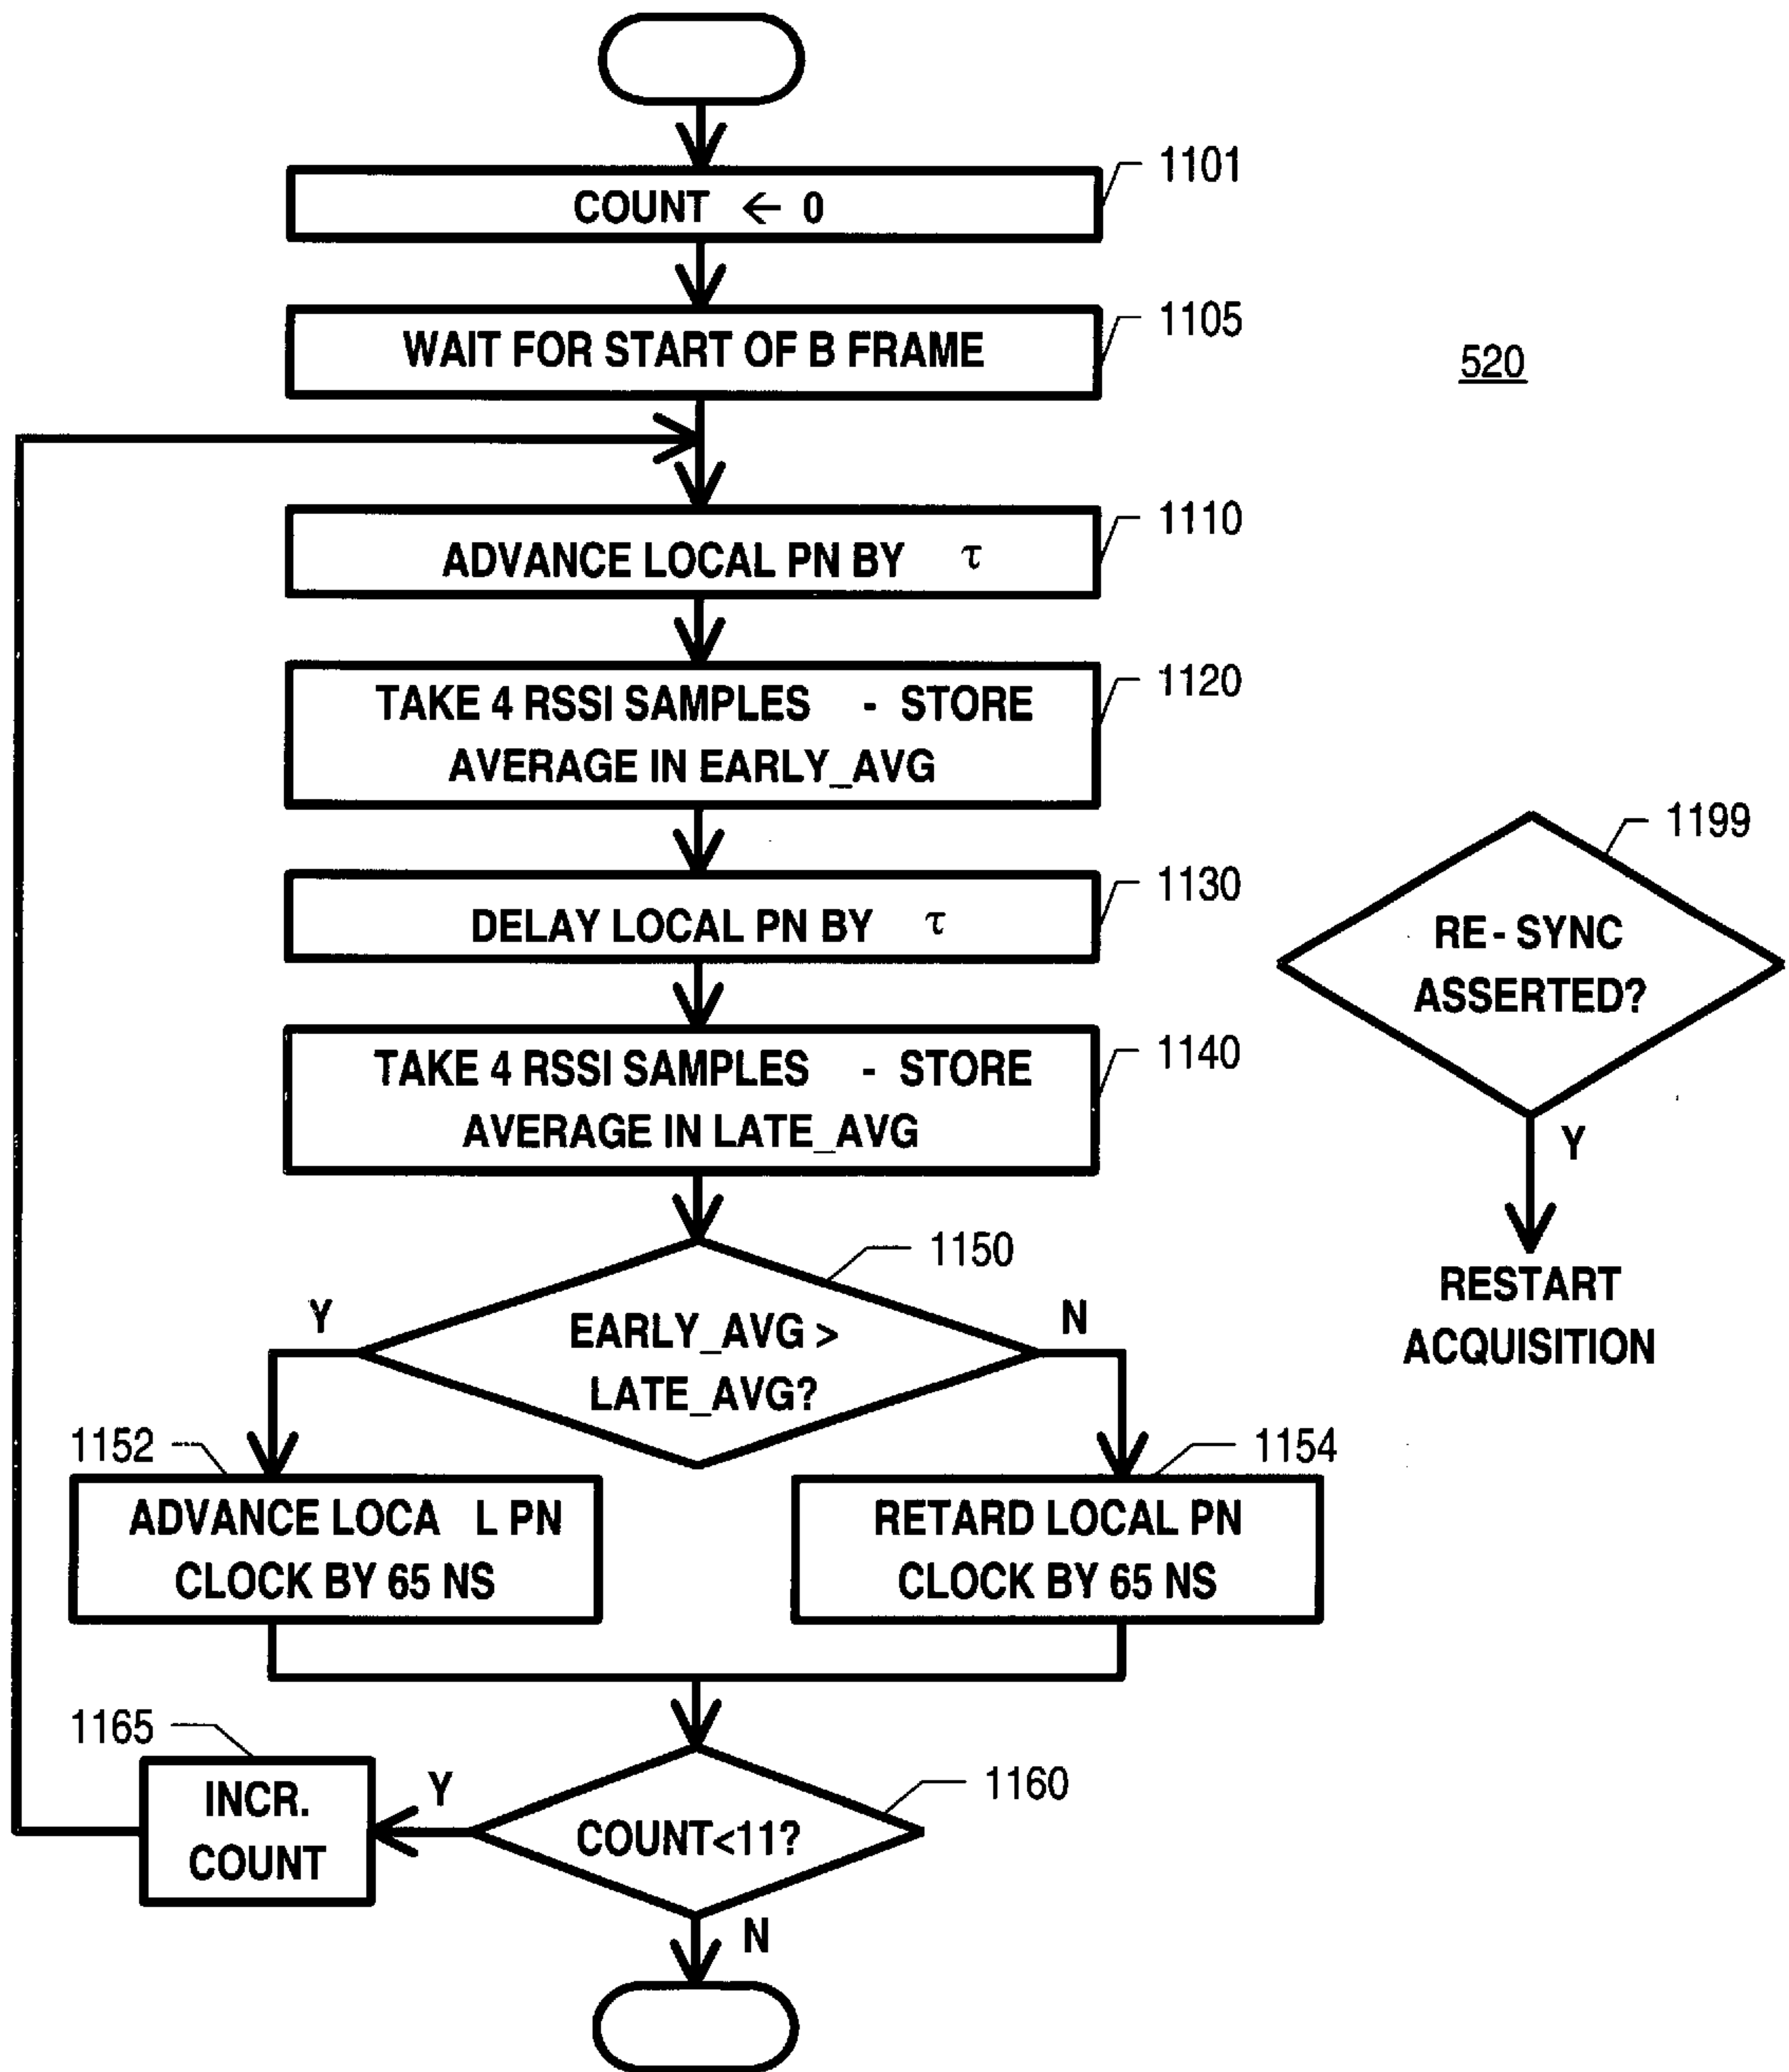 1101
COUNT ← 0
1105
WAIT FOR START OF B FRAME
520
1110
ADVANCE LOCAL PN BY τ
1120
TAKE 4 RSSI SAMPLES - STORE
AVERAGE IN EARLY_AVG
1130
DELAY LOCAL PN BY τ
1140
TAKE 4 RSSI SAMPLES - STORE
AVERAGE IN LATE_AVG
1199
RE- SYNC
ASSERTED?
Y
RESTART
ACQUISITION
1150
EARLY_AVG >
LATE_AVG?
Y
N
1152
ADVANCE LOCA L PN
CLOCK BY 65 NS
1154
RETARD LOCAL PN
CLOCK BY 65 NS
1165
INCR.
COUNT
Y
1160
COUNT<11?
N